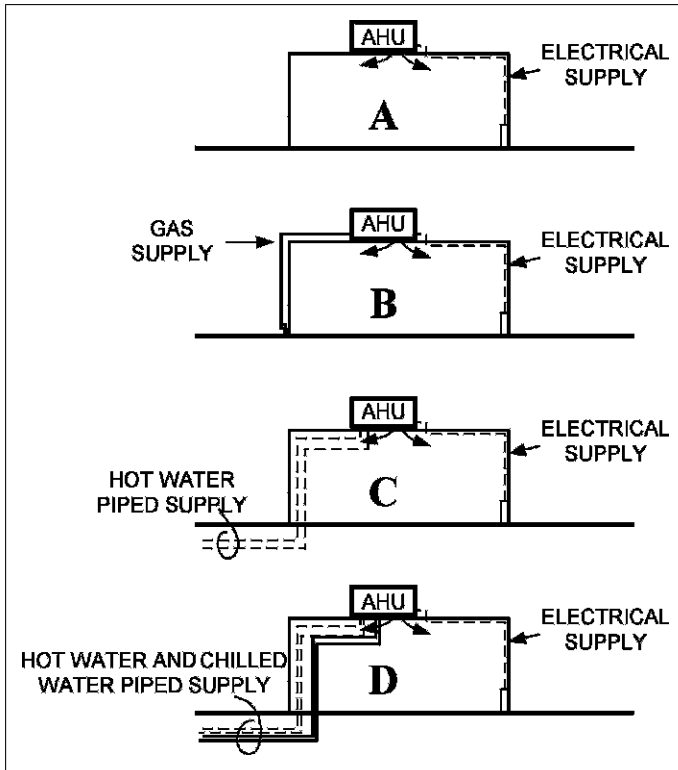 AHU
ELECTRICAL
SUPPLY
A
AHU
GAS
SUPPLY
ELECTRICAL
SUPPLY
B
AHU
ELECTRICAL
SUPPLY
C
HOT WATER
PIPED SUPPLY
AHU
ELECTRICAL
SUPPLY
HOT WATER AND CHILLED
WATER PIPED SUPPLY
D